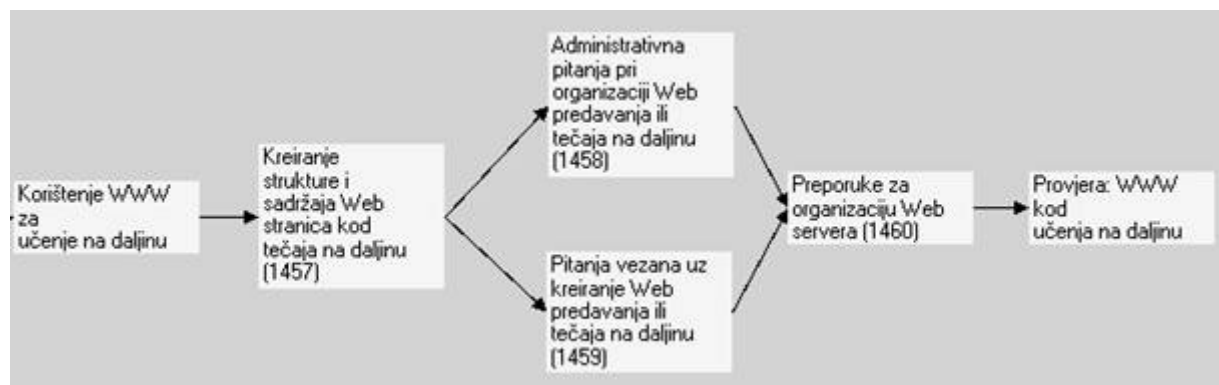 Korištenje WWW
za
učenje na daljinu
Kreiranje
strukture i
sadržaja Web
stranica kod
tečaja na daljinu
(1457)
Administrativna
pitanja pri
organizaciji Web
predavanja ili
tečaja na daljinu
(1458)
Pitanja vezana uz
kreiranje Web
predavanja ili
tečaja na daljinu
(1459)
Preporuke za
organizaciju Web
servera (1460)
Provjera: WWW
kod
učenja na daljinu